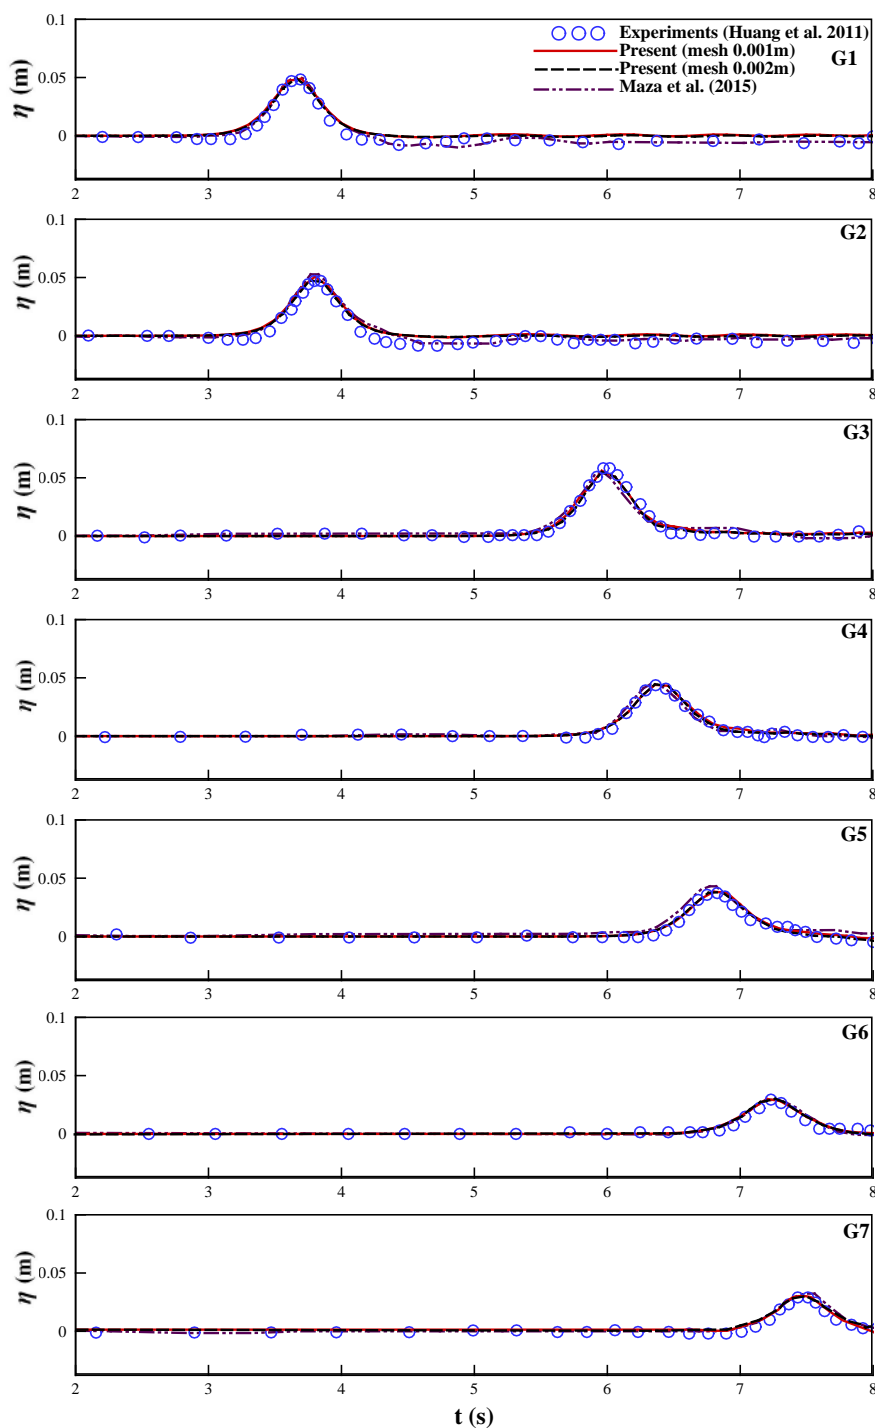 Experiments (Huang et al. 2011)
Present (mesh 0.001m)
Present (mesh 0.002m)
Maza et al. (2015)
G1
η (m)
0.1
0.05
0
2 3 4 5 6 7 8
G2
η (m)
0.1
0.05
0
2 3 4 5 6 7 8
G3
η (m)
0.1
0.05
0
2 3 4 5 6 7 8
G4
η (m)
0.1
0.05
0
2 3 4 5 6 7 8
G5
η (m)
0.1
0.05
0
2 3 4 5 6 7 8
G6
η (m)
0.1
0.05
0
2 3 4 5 6 7 8
G7
η (m)
0.1
0.05
0
2 3 4 5 6 7 8
t (s)